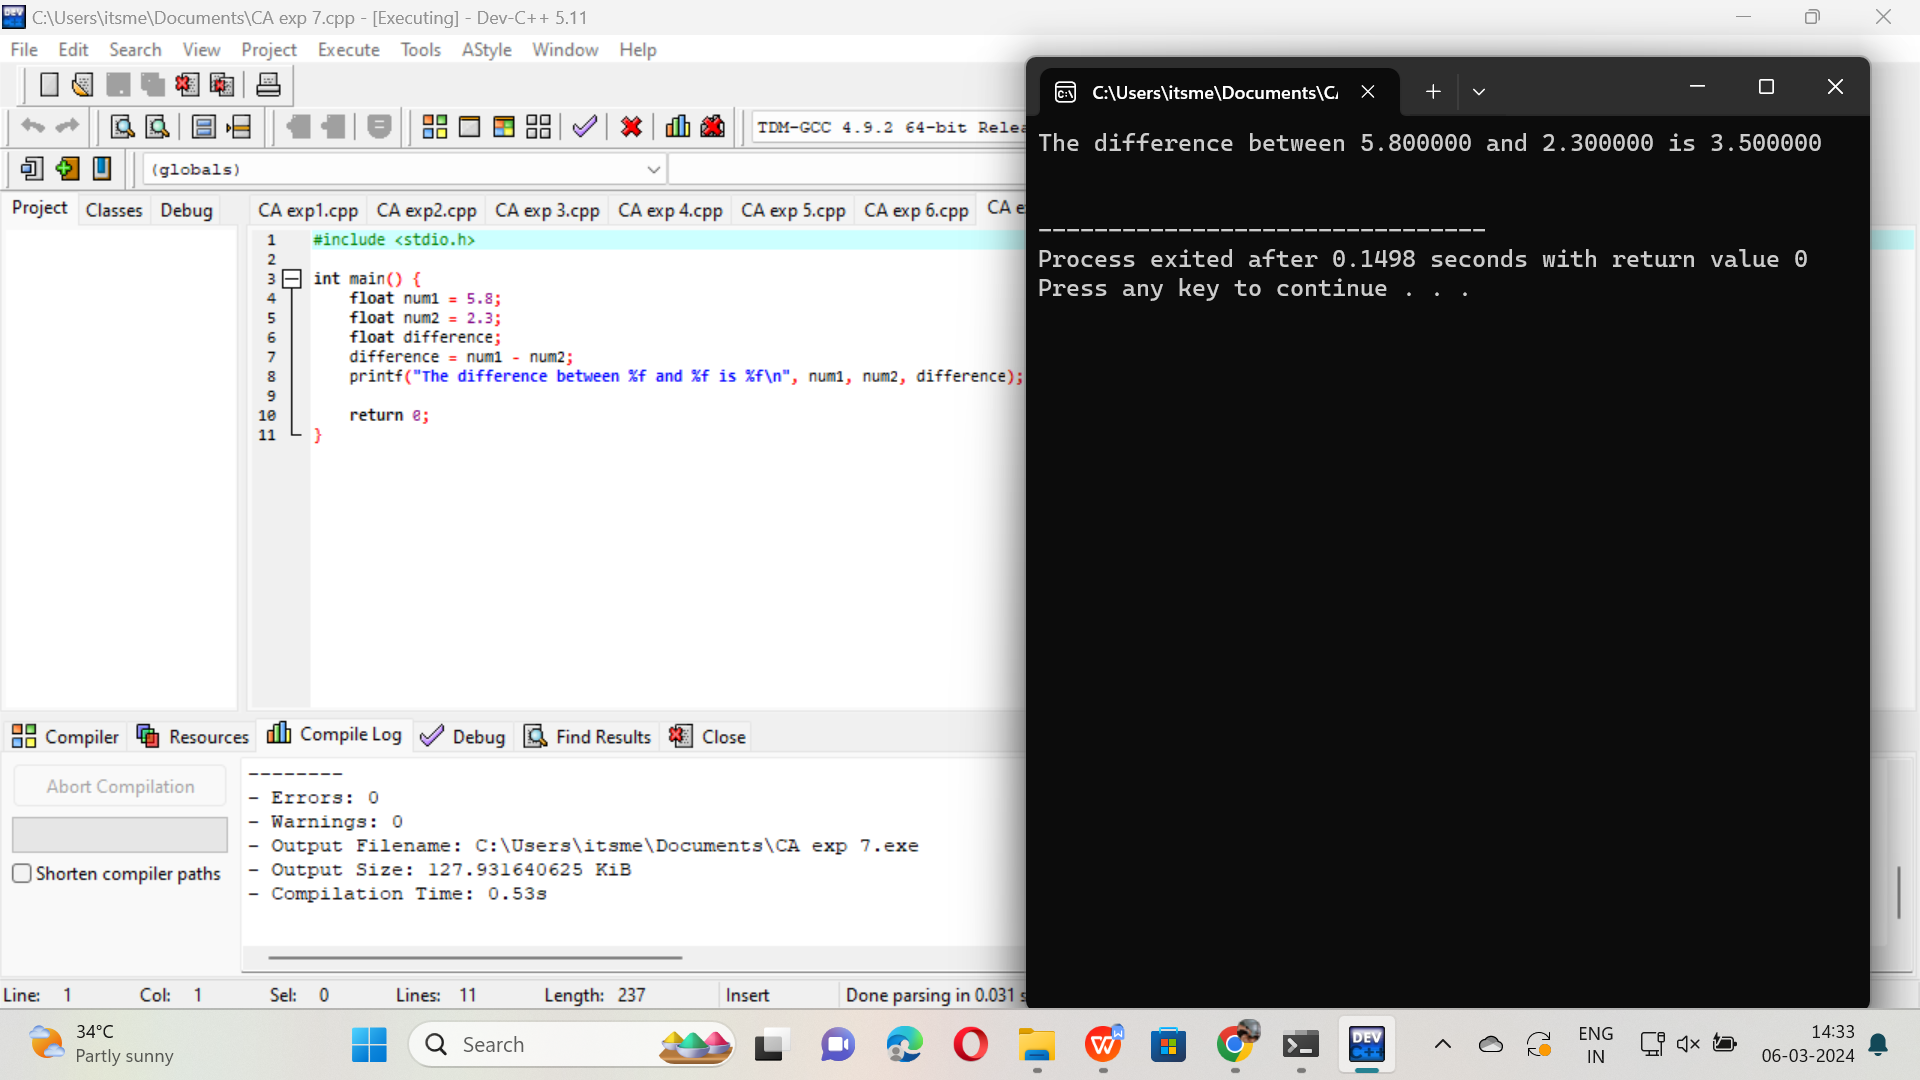 C:\Users\itsme\Documents\CA exp 7.cpp - [Executing] - Dev-C++ 5.11
File Edit Search View Project Execute Tools AStyle Window Help
TDM-GCC 4.9.2 64-bit
(globals)
Project Classes Debug
CA exp1.cpp CA exp2.cpp CA exp 3.cpp CA exp 4.cpp CA exp 5.cpp CA exp 6.cpp CA
1 #include <stdio.h>
2
3 int main() {
4 float num1 = 5.8;
5 float num2 = 2.3;
6 float difference;
7 difference = num1 - num2;
8 printf("The difference between %f and %f is %f\n", num1, num2, difference);
9
10 return 0;
11 }
C:\Users\itsme\Documents\CA
The difference between 5.800000 and 2.300000 is 3.500000
--------------------------------
Process exited after 0.1498 seconds with return value 0
Press any key to continue . . .
Compiler Resources Compile Log Debug Find Results Close
Abort Compilation
Shorten compiler paths
--------
- Errors: 0
- Warnings: 0
- Output Filename: C:\Users\itsme\Documents\CA exp 7.exe
- Output Size: 127.931640625 KiB
- Compilation Time: 0.53s
Line: 1 Col: 1 Sel: 0 Lines: 11 Length: 237 Insert Done parsing in 0.031 s
34°C
Partly sunny
Search
DEV
C++
ENG
IN
14:33
06-03-2024